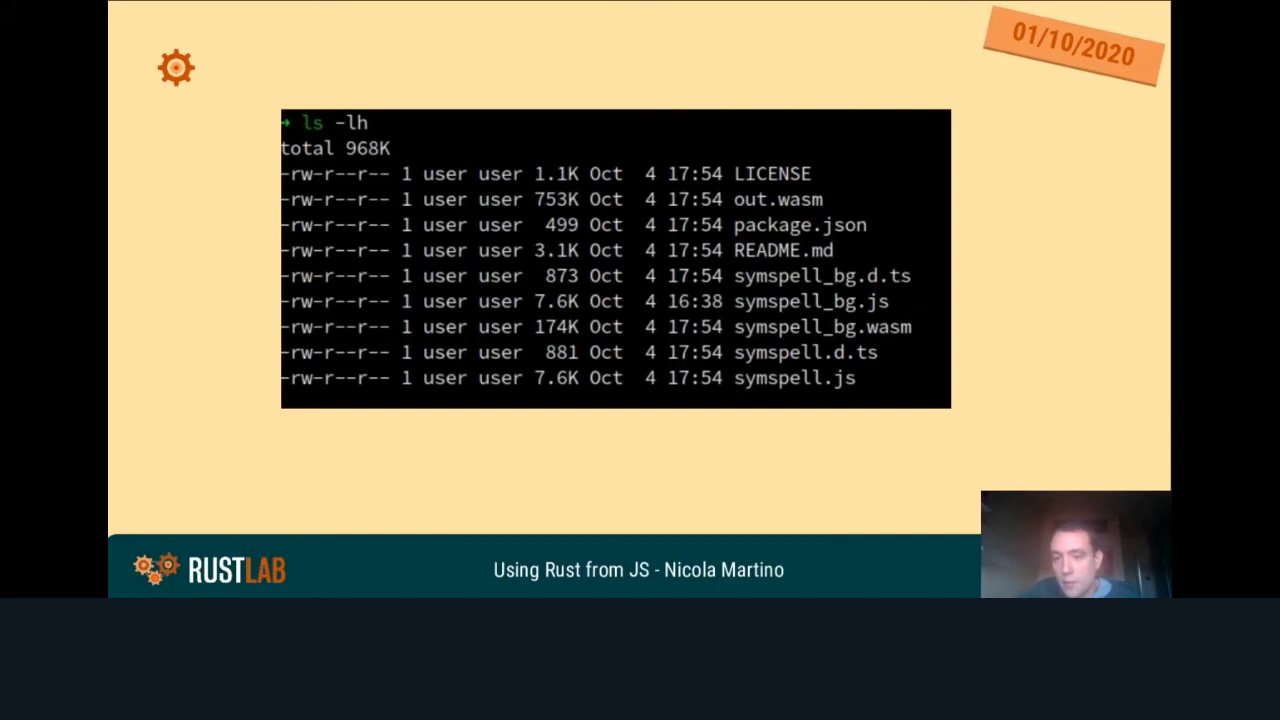 01/10/2020
→ ls -lh
total 968K
-rw-r--r-- 1 user user 1.1K Oct  4 17:54 LICENSE
-rw-r--r-- 1 user user 753K Oct  4 17:54 out.wasm
-rw-r--r-- 1 user user  499 Oct  4 17:54 package.json
-rw-r--r-- 1 user user 3.1K Oct  4 17:54 README.md
-rw-r--r-- 1 user user  873 Oct  4 17:54 symspell_bg.d.ts
-rw-r--r-- 1 user user 7.6K Oct  4 16:38 symspell_bg.js
-rw-r--r-- 1 user user 174K Oct  4 17:54 symspell_bg.wasm
-rw-r--r-- 1 user user  881 Oct  4 17:54 symspell.d.ts
-rw-r--r-- 1 user user 7.6K Oct  4 17:54 symspell.js
RUSTLAB
Using Rust from JS - Nicola Martino